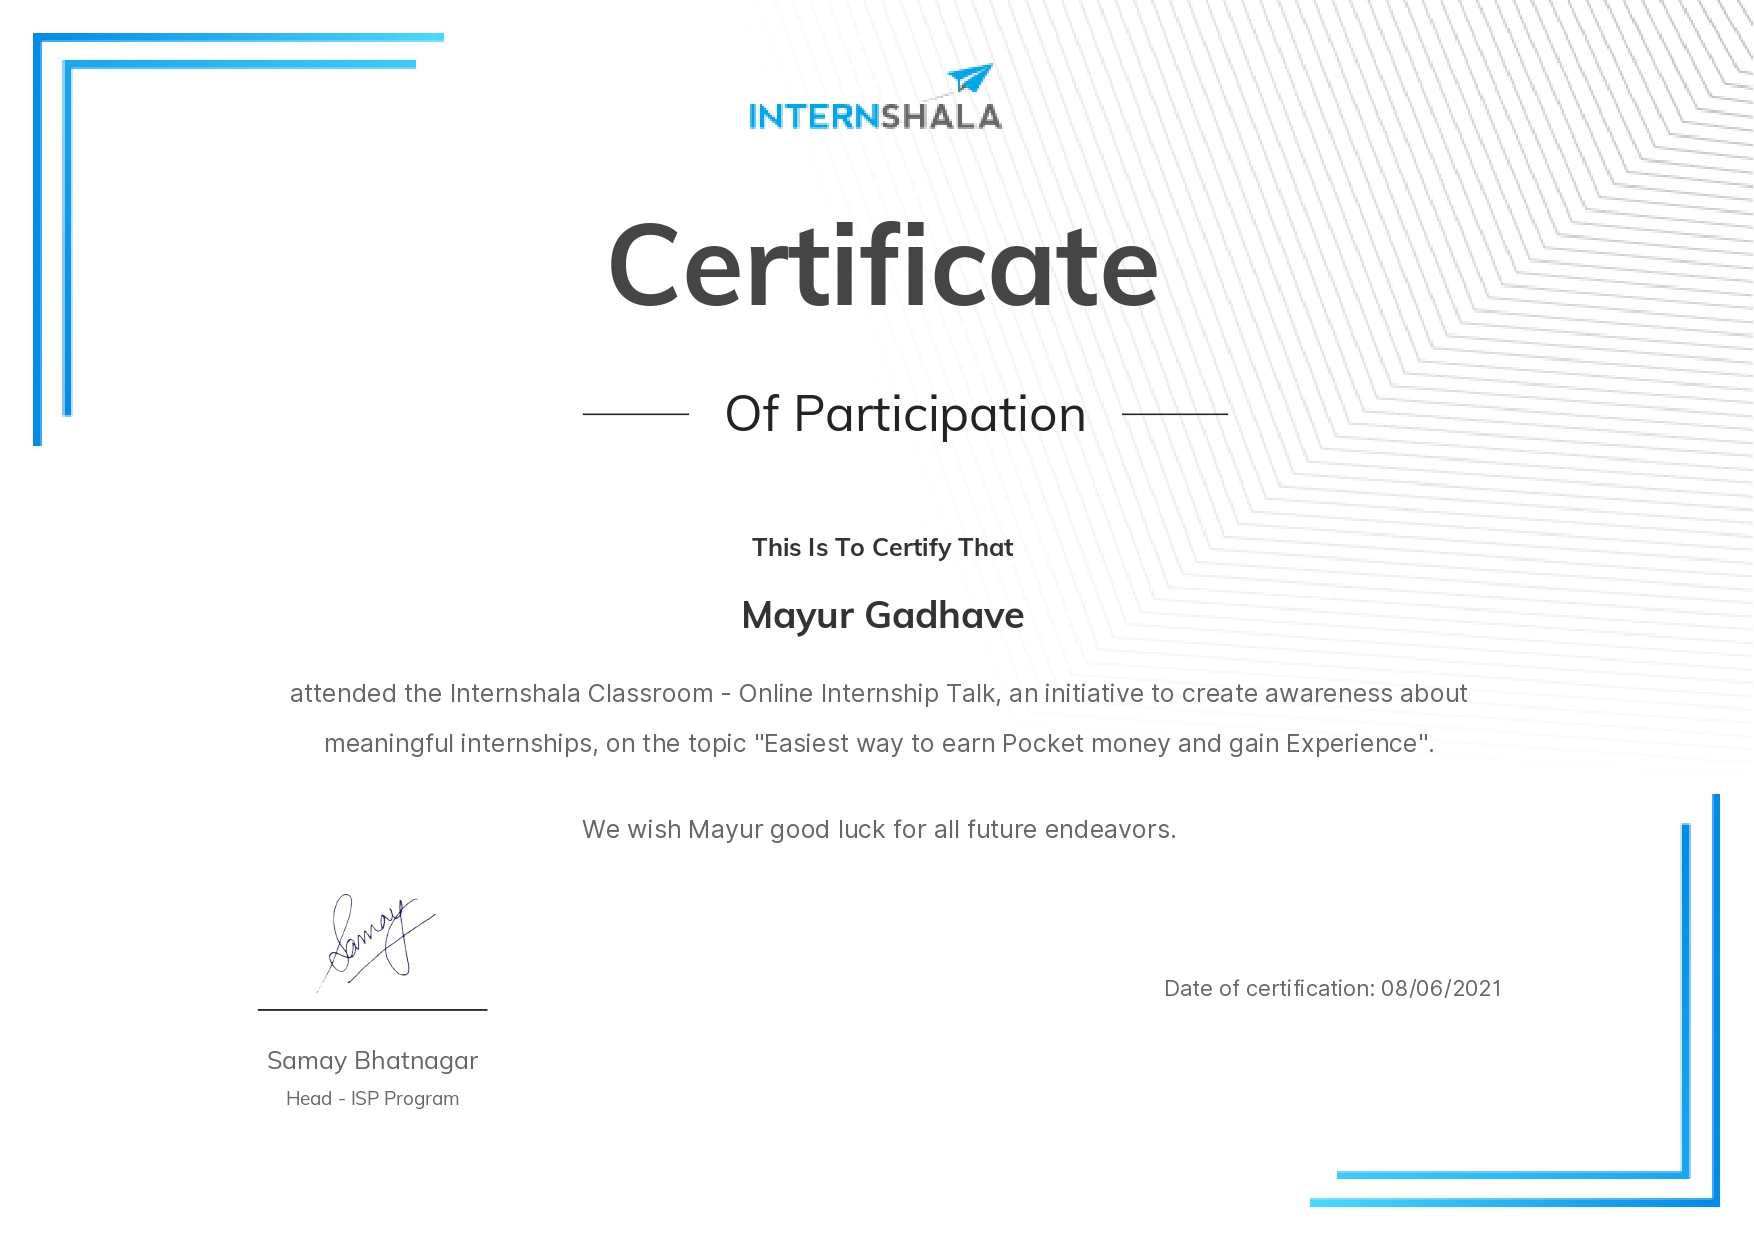 INTERNSHALA
Certificate
Of Participation
This Is To Certify That
Mayur Gadhave
attended the Internshala Classroom - Online Internship Talk, an initiative to create awareness about
meaningful internships, on the topic "Easiest way to earn Pocket money and gain Experience".
We wish Mayur good luck for all future endeavors.
Samay
Date of certification: 08/06/2021
Samay Bhatnagar
Head - ISP Program